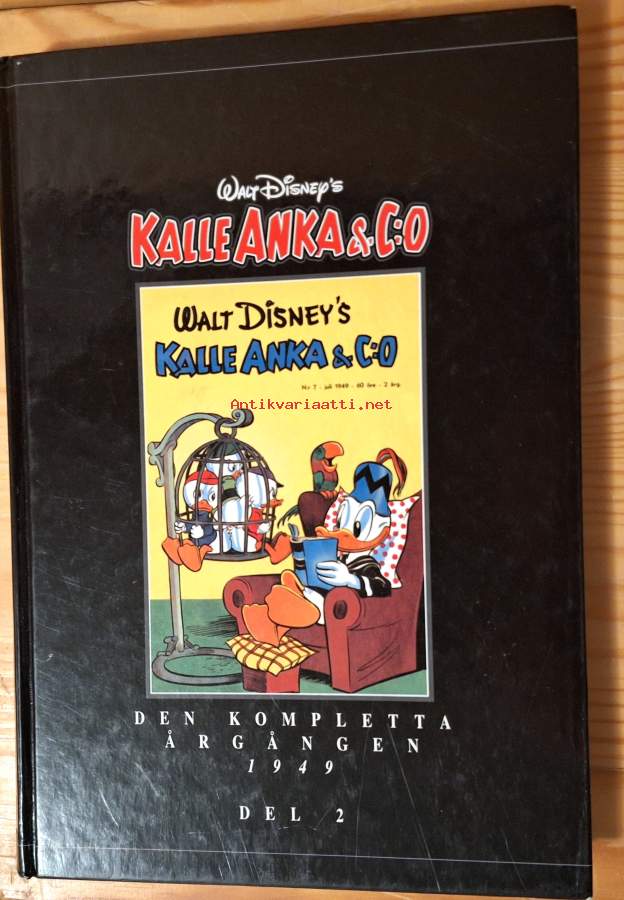 WALT DISNEY'S
KALLE ANKA & C:O
WALT DISNEY'S
KALLE ANKA & C:O
Nr 7 - juli 1949 - 60 öre - 2 årg.
Antikvariaatti.net
DEN KOMPLETTA
ÅRGÅNGEN
1949
DEL 2